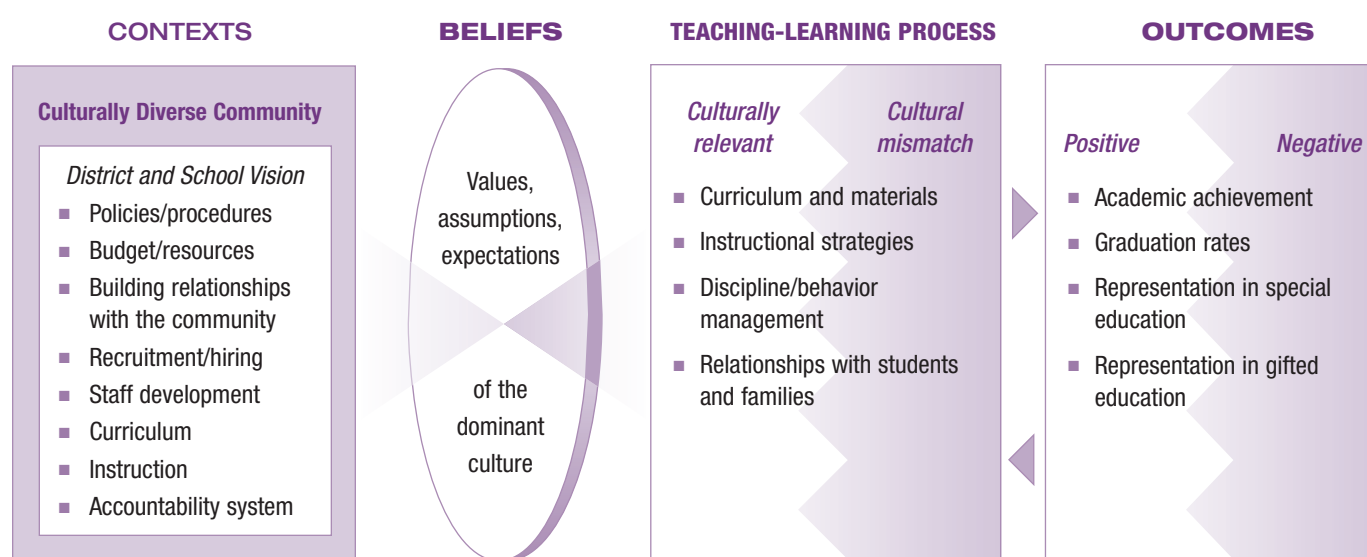 CONTEXTS
Culturally Diverse Community
District and School Vision
■ Policies/procedures
■ Budget/resources
■ Building relationships
with the community
■ Recruitment/hiring
■ Staff development
■ Curriculum
■ Instruction
■ Accountability system
BELIEFS
Values,
assumptions,
expectations
of the
dominant
culture
TEACHING-LEARNING PROCESS
Culturally
relevant
Cultural
mismatch
■ Curriculum and materials
■ Instructional strategies
■ Discipline/behavior
management
■ Relationships with students
and families
OUTCOMES
Positive
Negative
■ Academic achievement
■ Graduation rates
■ Representation in special
education
■ Representation in gifted
education